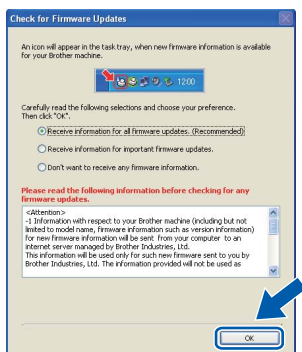 Check for Firmware Updates
An icon will appear in the task tray, when new firmware information is available
for your Brother machine.
12:00
Carefully read the following selections and choose your preference.
Then click "OK".
Receive information for all firmware updates. (Recommended)
Receive information for important firmware updates.
Don't want to receive any firmware information.
Please read the following information before checking for any
firmware updates.
<Attention>
-1 Information with respect to your Brother machine (including but not
limited to model name, firmware information such as version information)
for new firmware information will be sent from your computer to an
internet server managed by Brother Industries, Ltd.
This information will be used only for such new firmware sent to you by
Brother Industries, Ltd. The information provided will not be used as
OK